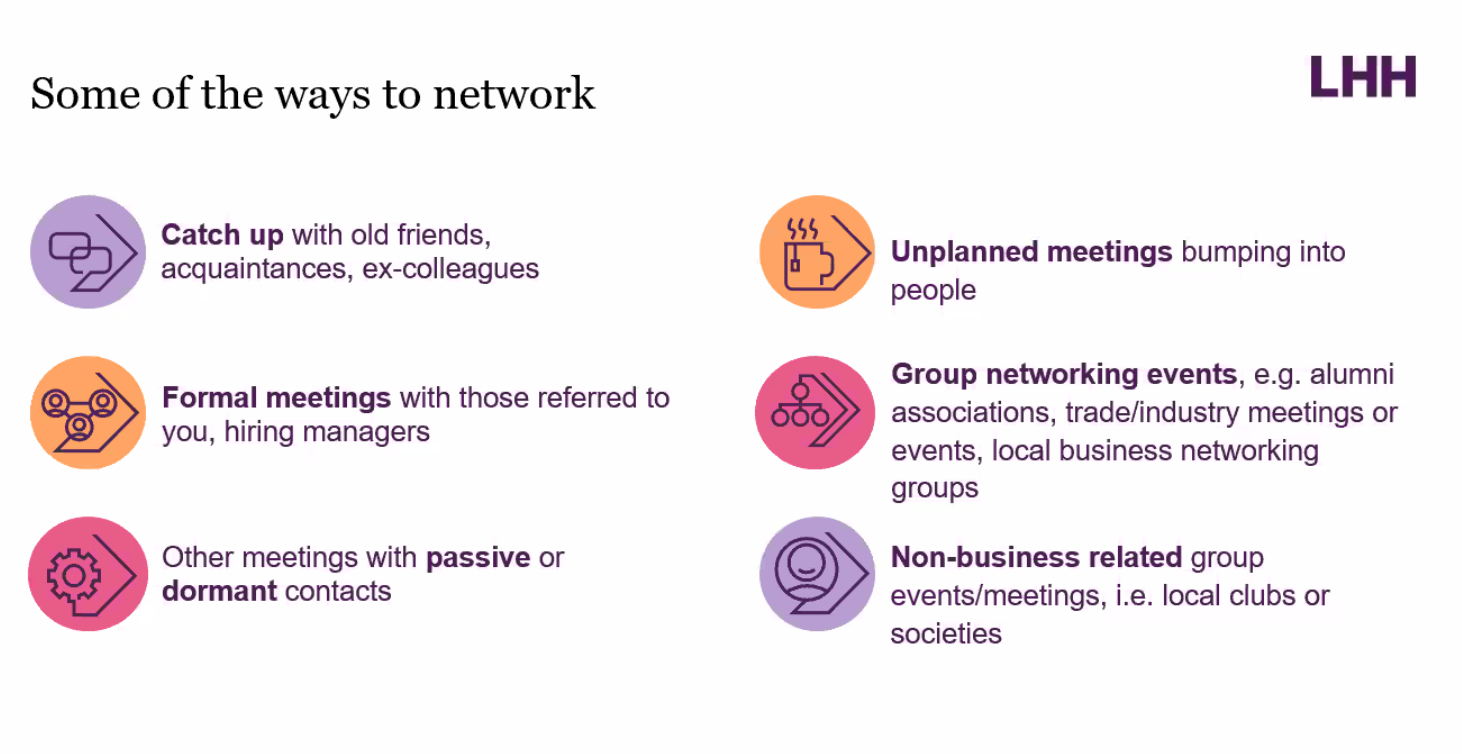 Some of the ways to network
LHH
Catch up with old friends,
acquaintances, ex-colleagues
Formal meetings with those referred to
you, hiring managers
Other meetings with passive or
dormant contacts
Unplanned meetings bumping into
people
Group networking events, e.g. alumni
associations, trade/industry meetings or
events, local business networking
groups
Non-business related group
events/meetings, i.e. local clubs or
societies